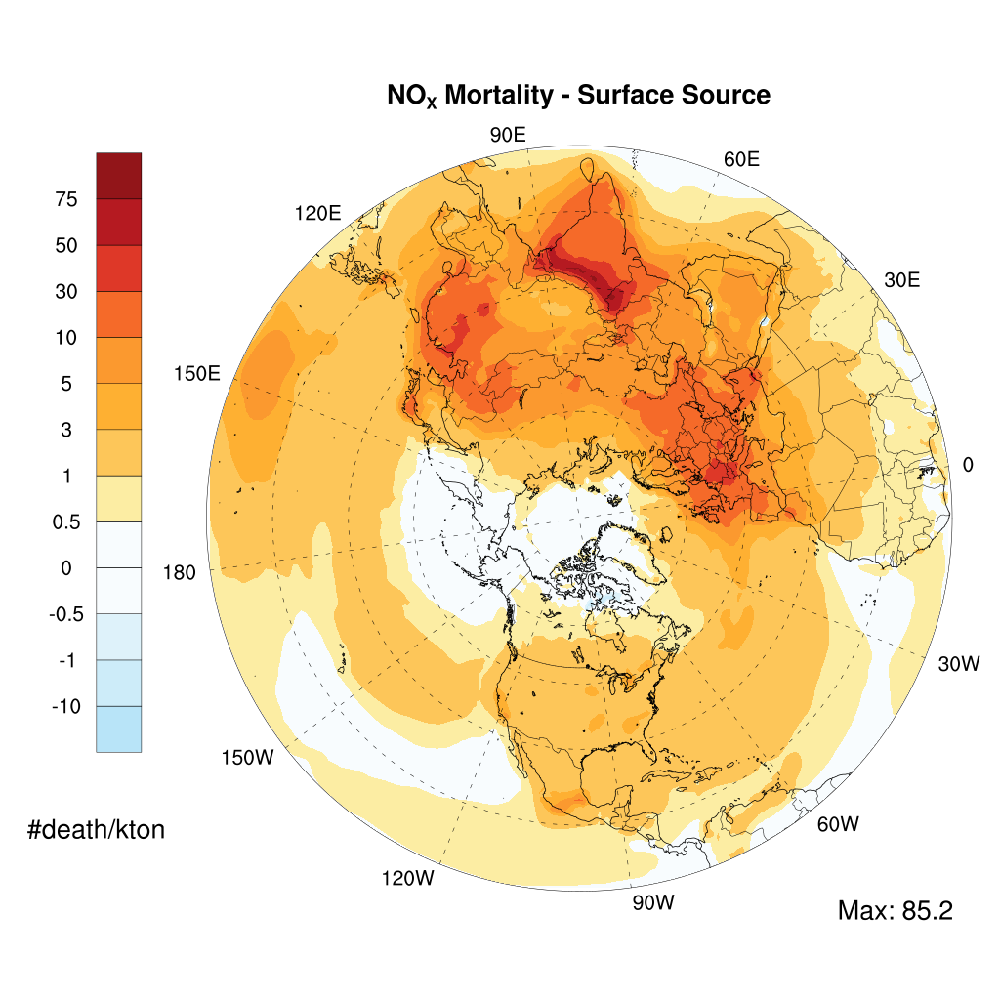 NOX Mortality - Surface Source
90E
60E
120E
30E
150E
0
180
30W
150W
60W
120W
90W
75
50
30
10
5
3
1
0.5
0
-0.5
-1
-10
#death/kton
Max: 85.2